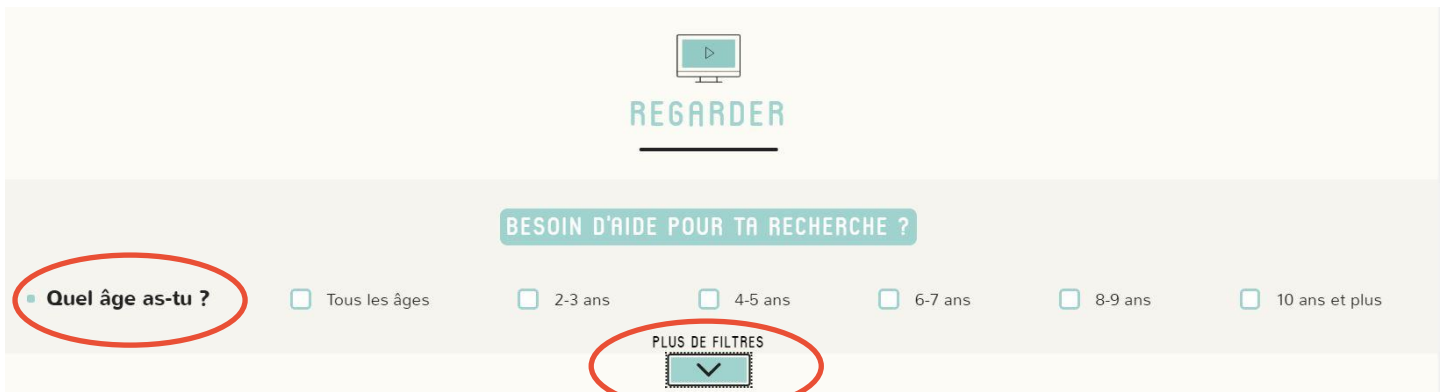 REGARDER
BESOIN D'AIDE POUR TA RECHERCHE ?
Quel âge as-tu ? Tous les âges 2-3 ans 4-5 ans 6-7 ans 8-9 ans 10 ans et plus
PLUS DE FILTRES